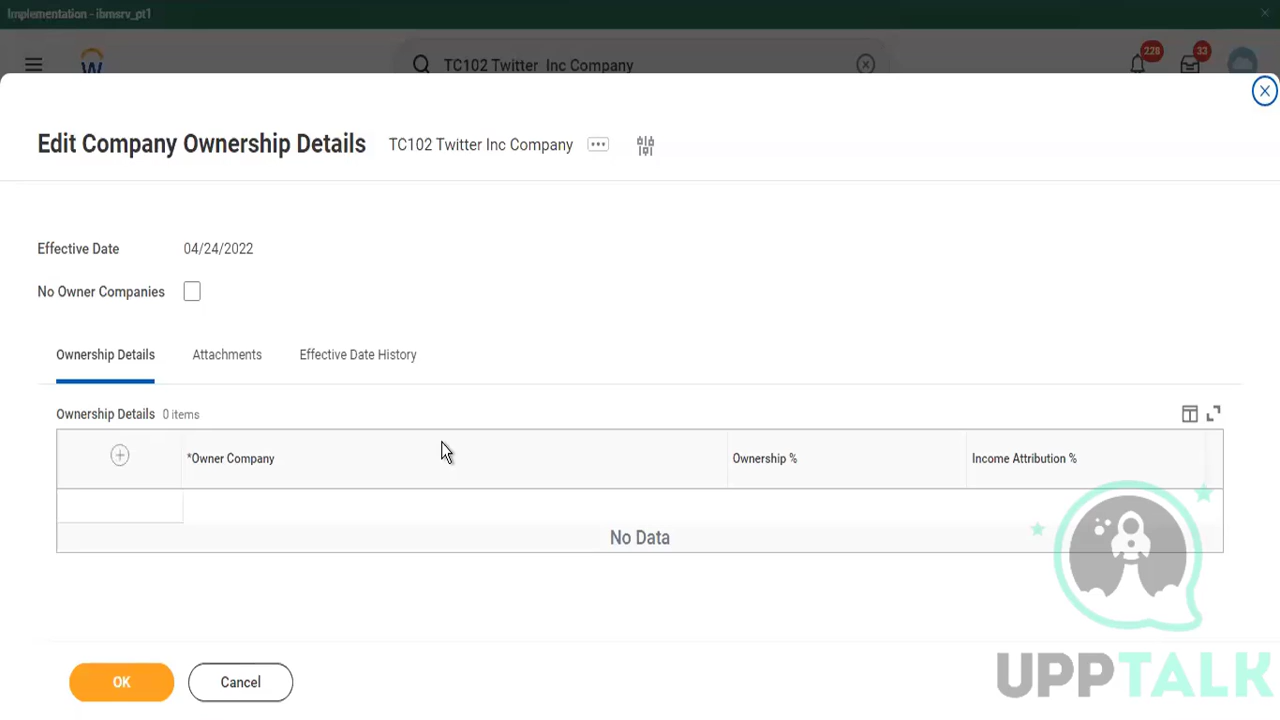 Implementation - ibmsrv_pt1
W
TC102 Twitter Inc Company
228
33
Edit Company Ownership Details
TC102 Twitter Inc Company
Effective Date 04/24/2022
No Owner Companies
Ownership Details Attachments Effective Date History
Ownership Details 0 items
*Owner Company Ownership % Income Attribution %
No Data
OK Cancel
UPPTALK